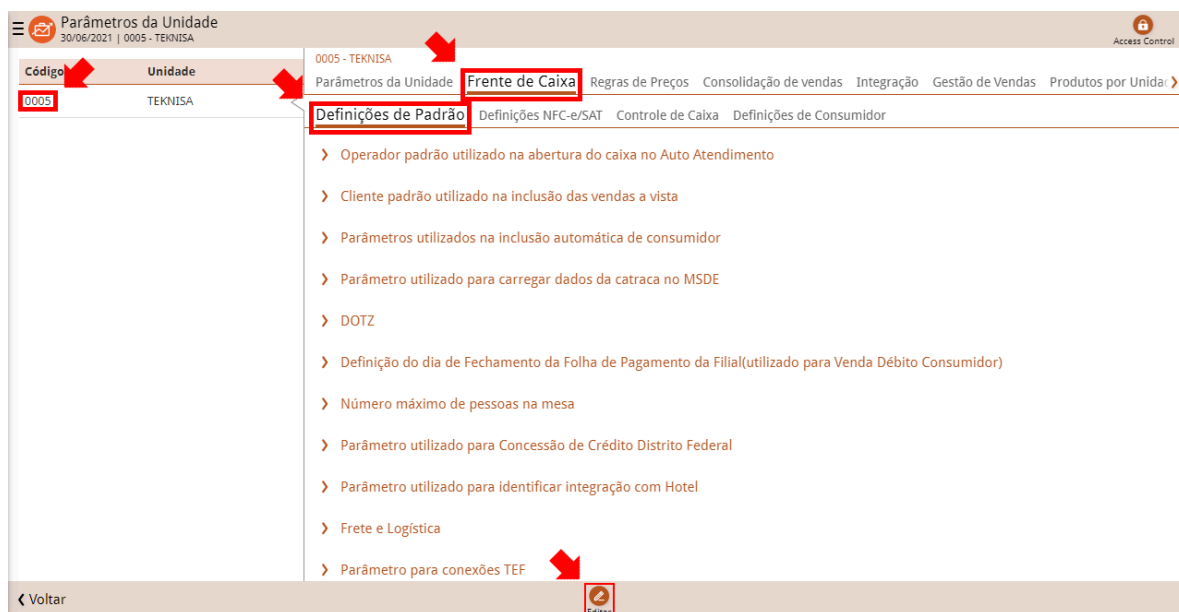 Parâmetros da Unidade
30/06/2021 | 0005 - TEKNISA
Access Control
Código
Unidade
0005
TEKNISA
0005 - TEKNISA
Parâmetros da Unidade Frente de Caixa Regras de Preços Consolidação de vendas Integração Gestão de Vendas Produtos por
Definições de Padrão Definições NFC-e/SAT Controle de Caixa Definições de Consumidor
Operador padrão utilizado na abertura do caixa no Auto Atendimento
Cliente padrão utilizado na inclusão das vendas a vista
Parâmetros utilizados na inclusão automática de consumidor
Parâmetro utilizado para carregar dados da catraca no MSDE
DOTZ
Definição do dia de Fechamento da Folha de Pagamento da Filial(utilizado para Venda Débito Consumidor)
Número máximo de pessoas na mesa
Parâmetro utilizado para Concessão de Crédito Distrito Federal
Parâmetro utilizado para identificar integração com Hotel
Frete e Logística
Parâmetro para conexões TEF
Voltar
Editar